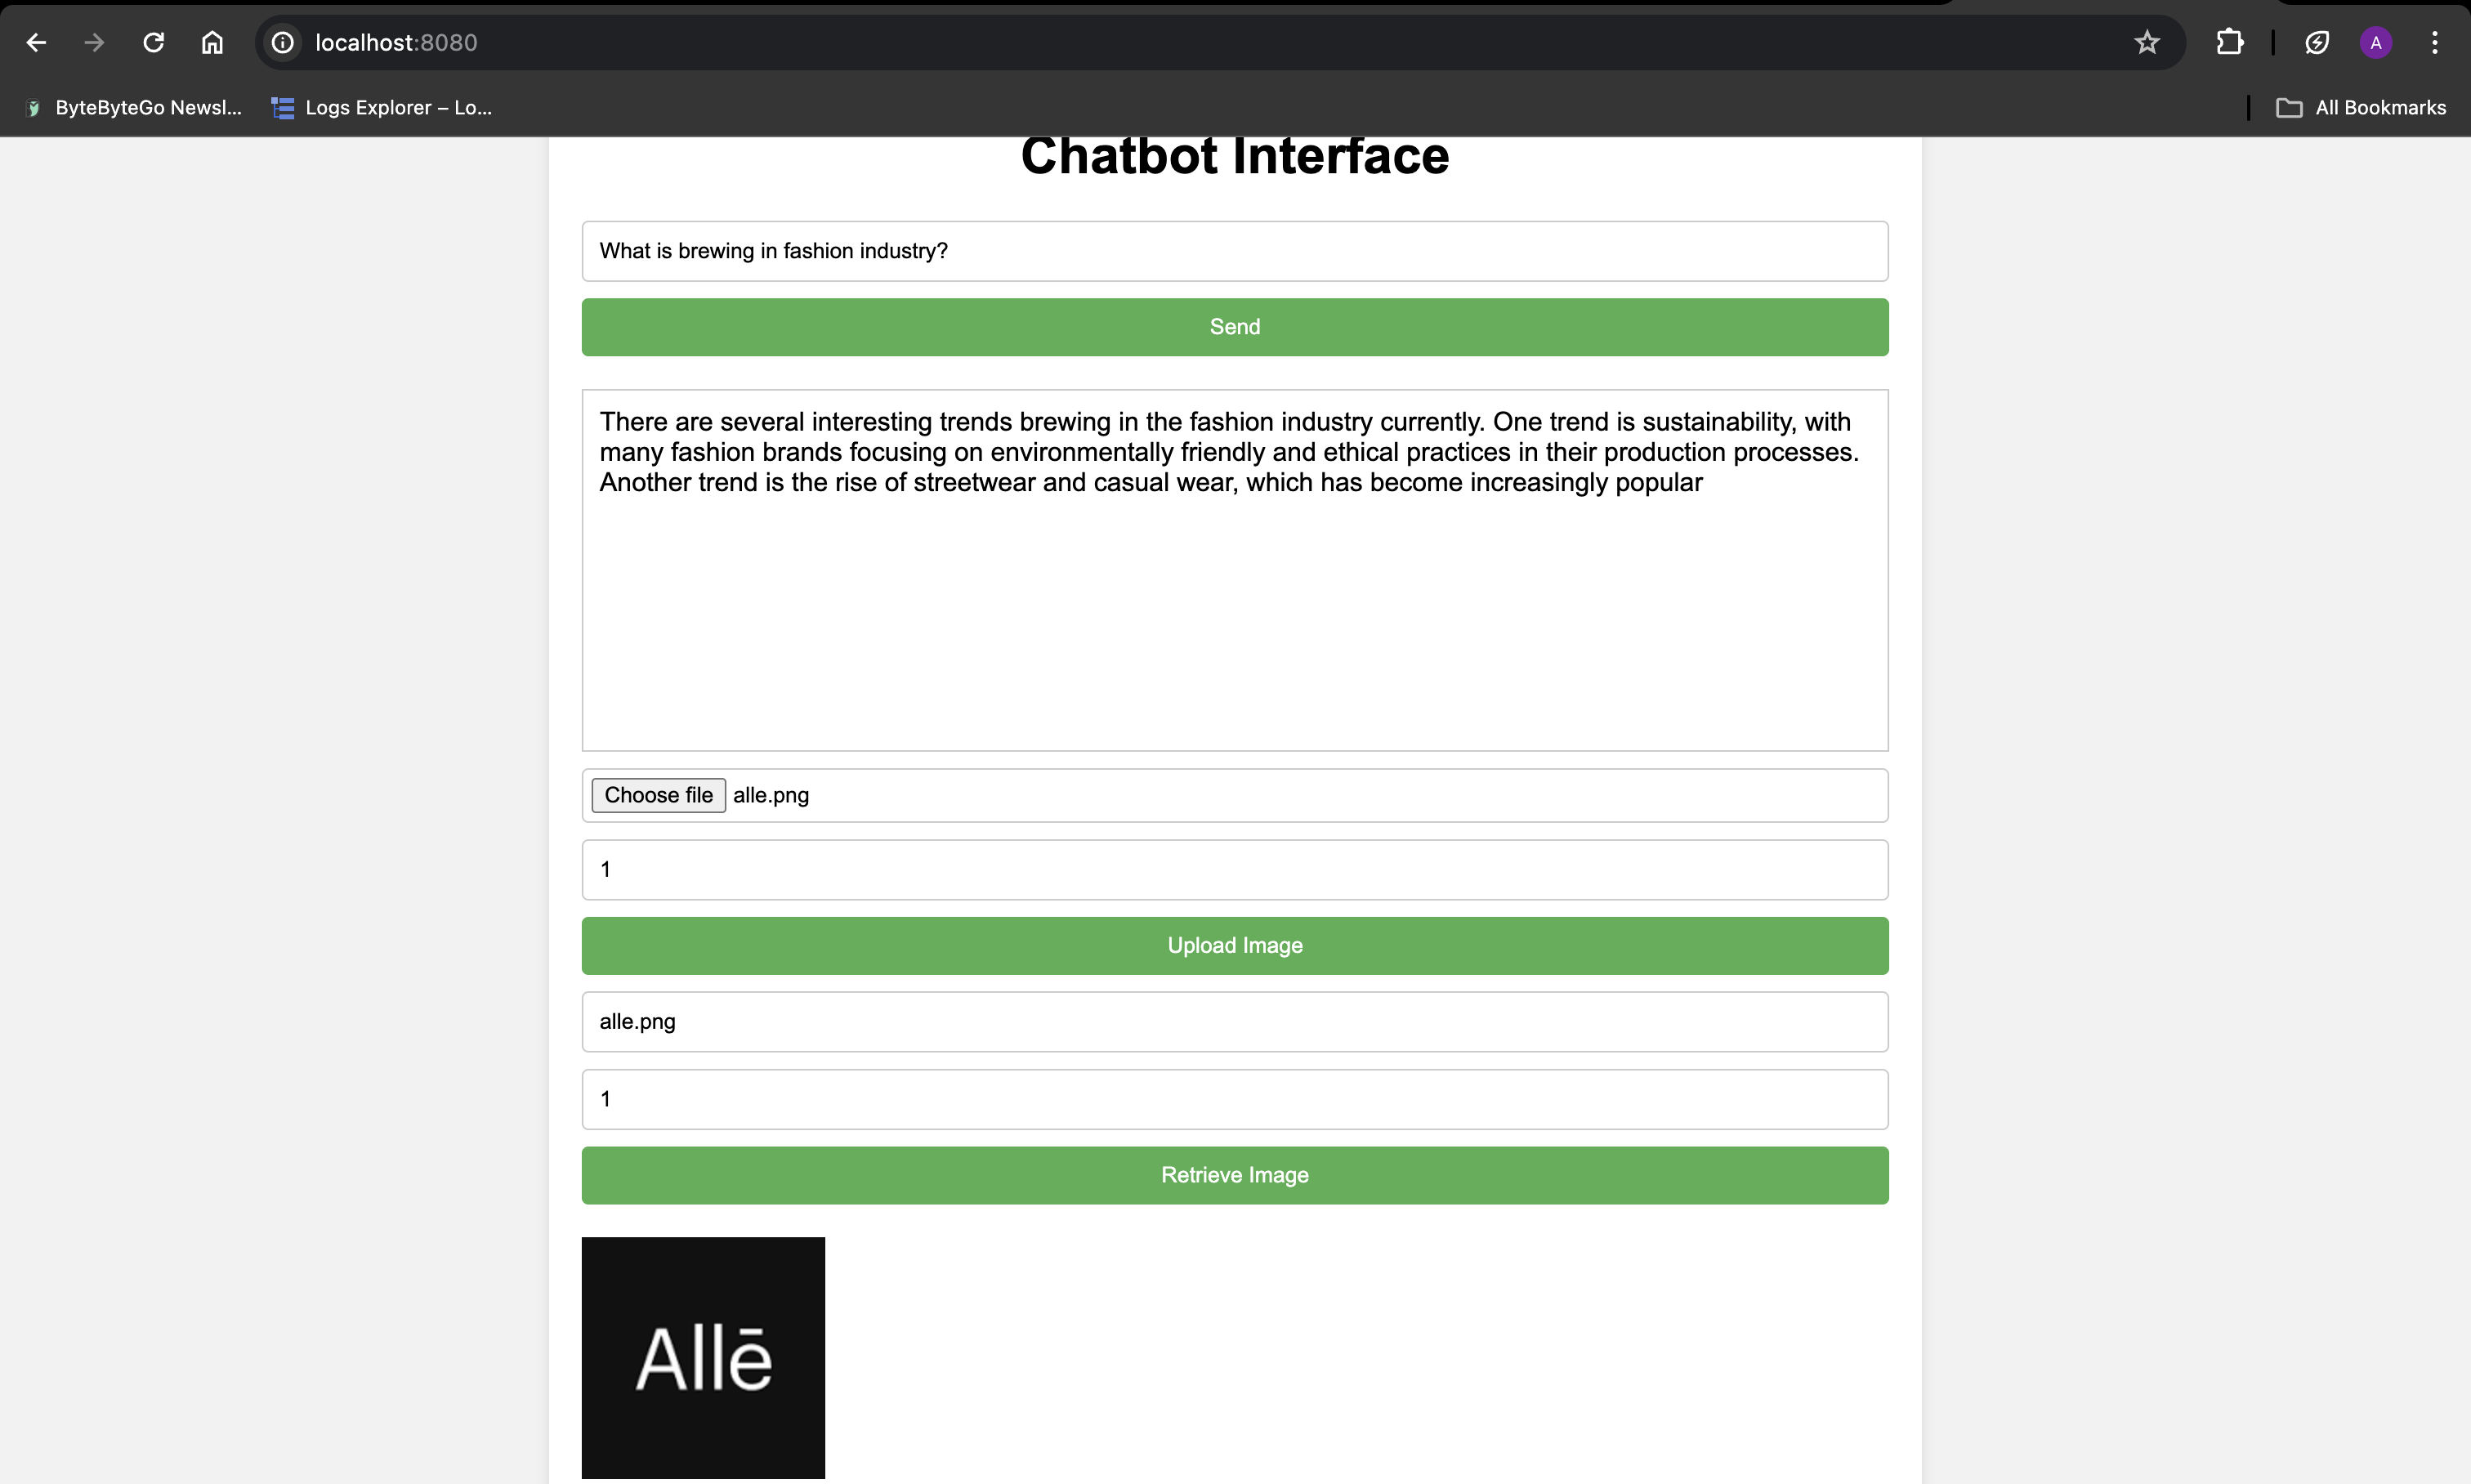 localhost:8080
A
ByteByteGo Newsl...
Logs Explorer – Lo...
All Bookmarks
Chatbot Interface
What is brewing in fashion industry?
Send
There are several interesting trends brewing in the fashion industry currently. One trend is sustainability, with
many fashion brands focusing on environmentally friendly and ethical practices in their production processes.
Another trend is the rise of streetwear and casual wear, which has become increasingly popular
Choose file alle.png
1
Upload Image
alle.png
1
Retrieve Image
Allē